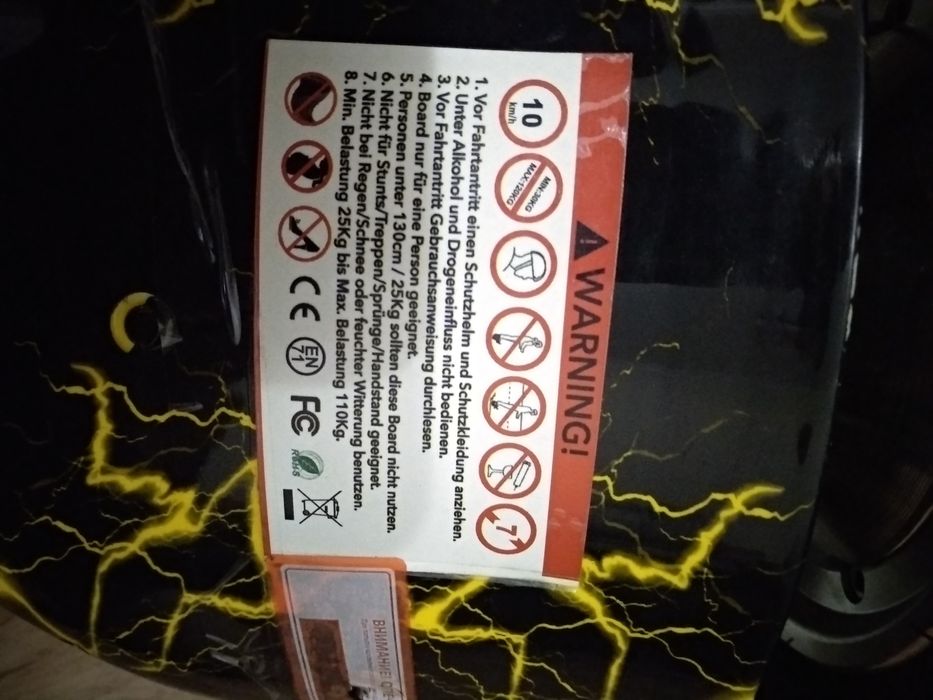 WARNING!
10
km/h
MIN:30KG
MAX:120KG
7
1. Vor Fahrtantritt einen Schutzhelm und Schutzkleidung anziehen.
2. Unter Alkohol und Drogeneinfluss nicht bedienen.
3. Vor Fahrtantritt Gebrauchsanweisung durchlesen.
4. Board nur für eine Person geeignet.
5. Personen unter 130cm / 25Kg sollten diese Board nicht nutzen.
6. Nicht für Stunts/Treppen/Sprünge/Handstand geeignet.
7. Nicht bei Regen/Schnee oder feuchter Witterung benutzen.
8. Min. Belastung 25Kg bis Max. Belastung 110Kg.
CE
EN
71
FC
RoHS
ВНИМАНИЕ!